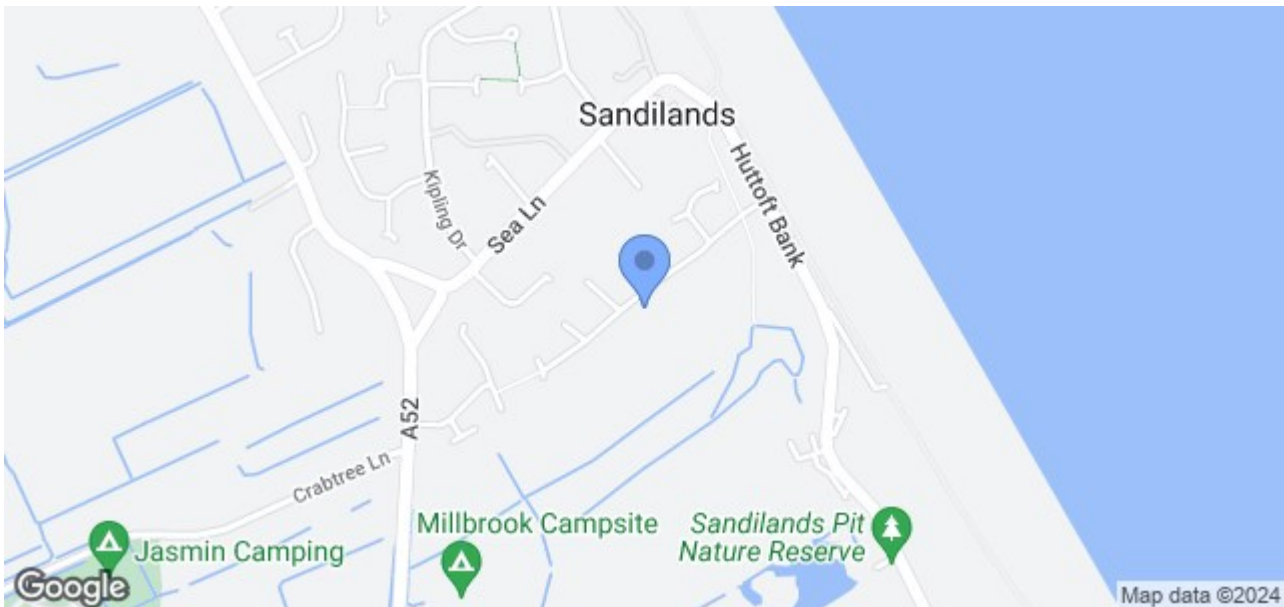 Sandilands
Huttoft Bank
Kipling Dr
Sea Ln
A52
Crabtree Ln
Jasmin Camping
Millbrook Campsite
Sandilands Pit
Nature Reserve
Google
Map data ©2024